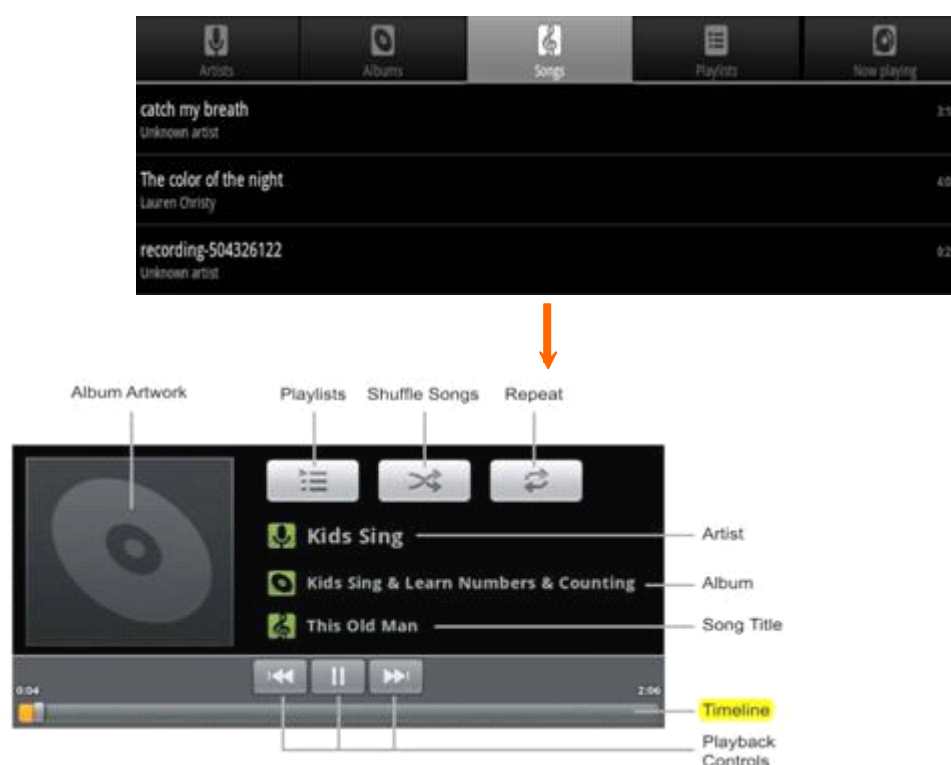 Artists Albums Songs Playlists Now playing
catch my breath
Unknown artist
The color of the night
Lauren Christy
recording-504326122
Unknown artist
Album Artwork Playlists Shuffle Songs Repeat
Kids Sing Artist
Kids Sing & Learn Numbers & Counting Album
This Old Man Song Title
0:04 2:06
Timeline
Playback
Controls